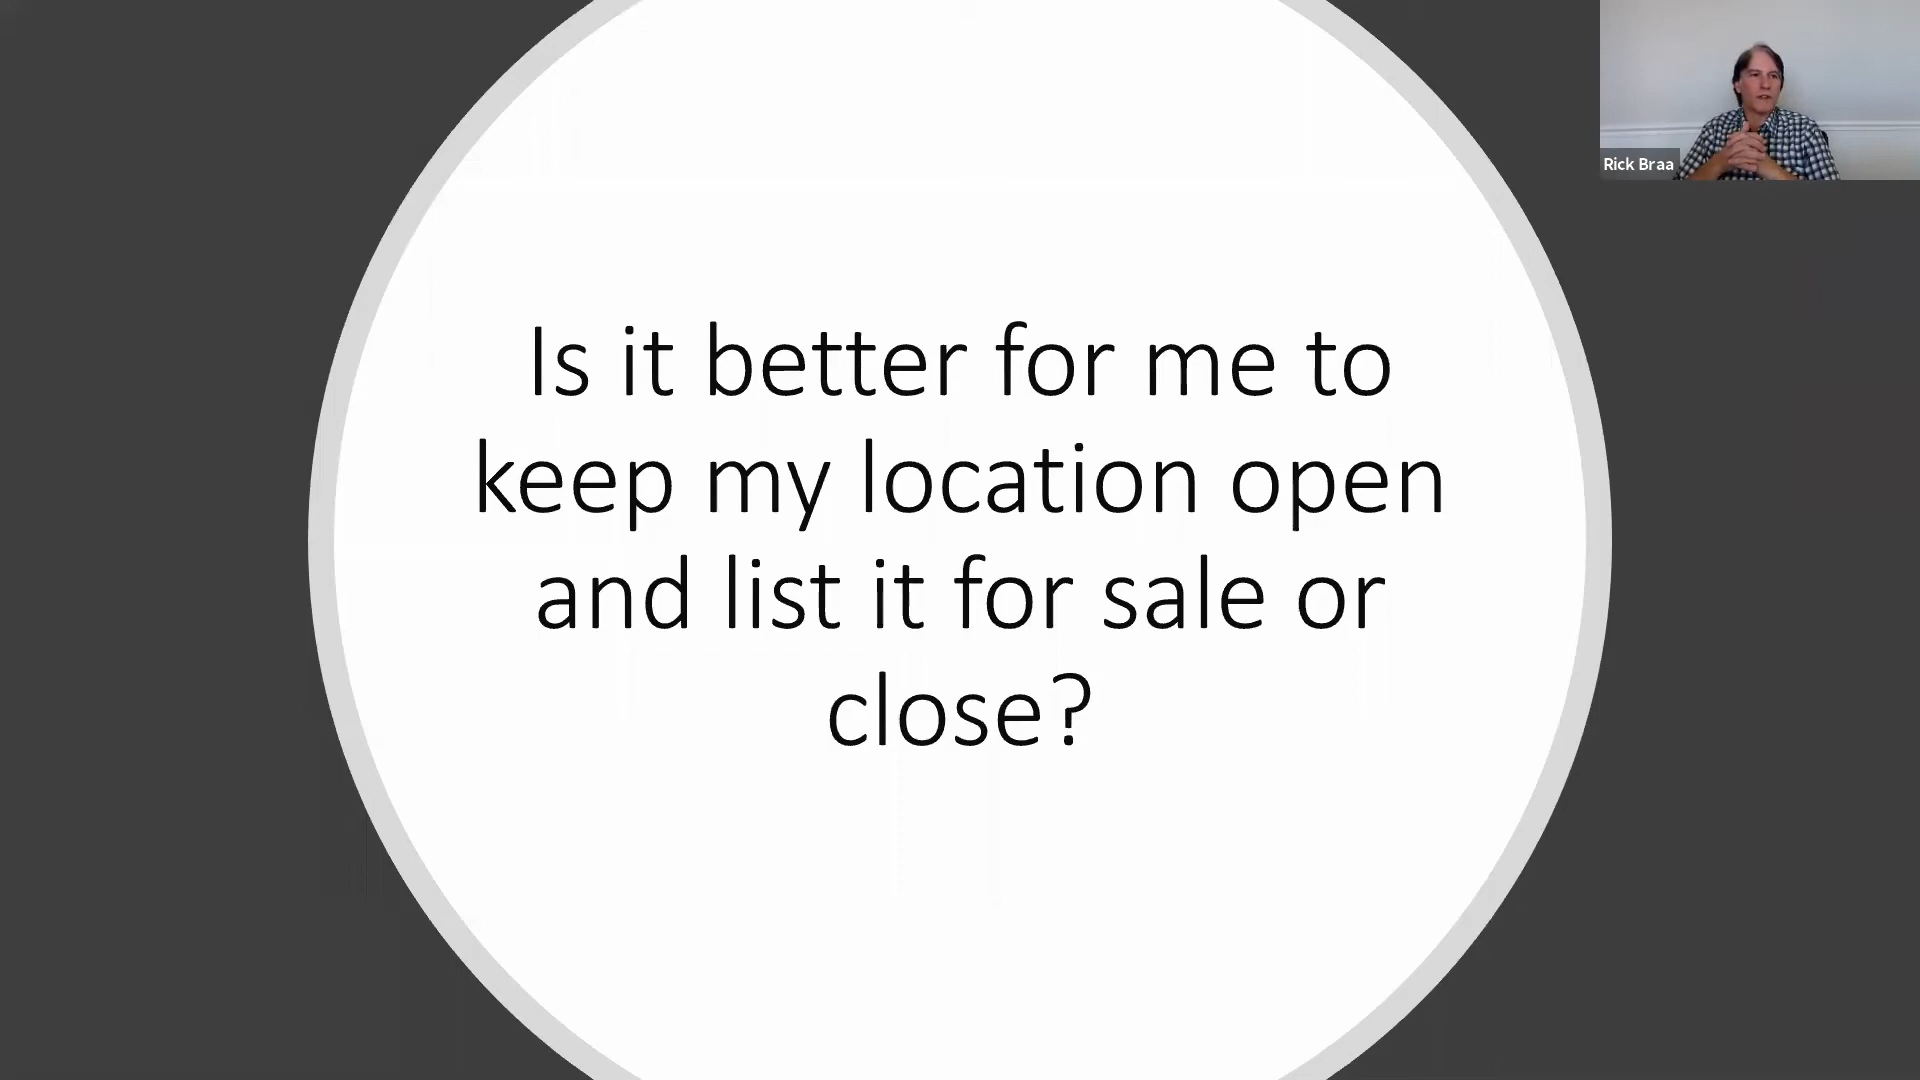 Is it better for me to
keep my location open
and list it for sale or
close?
Rick Braa